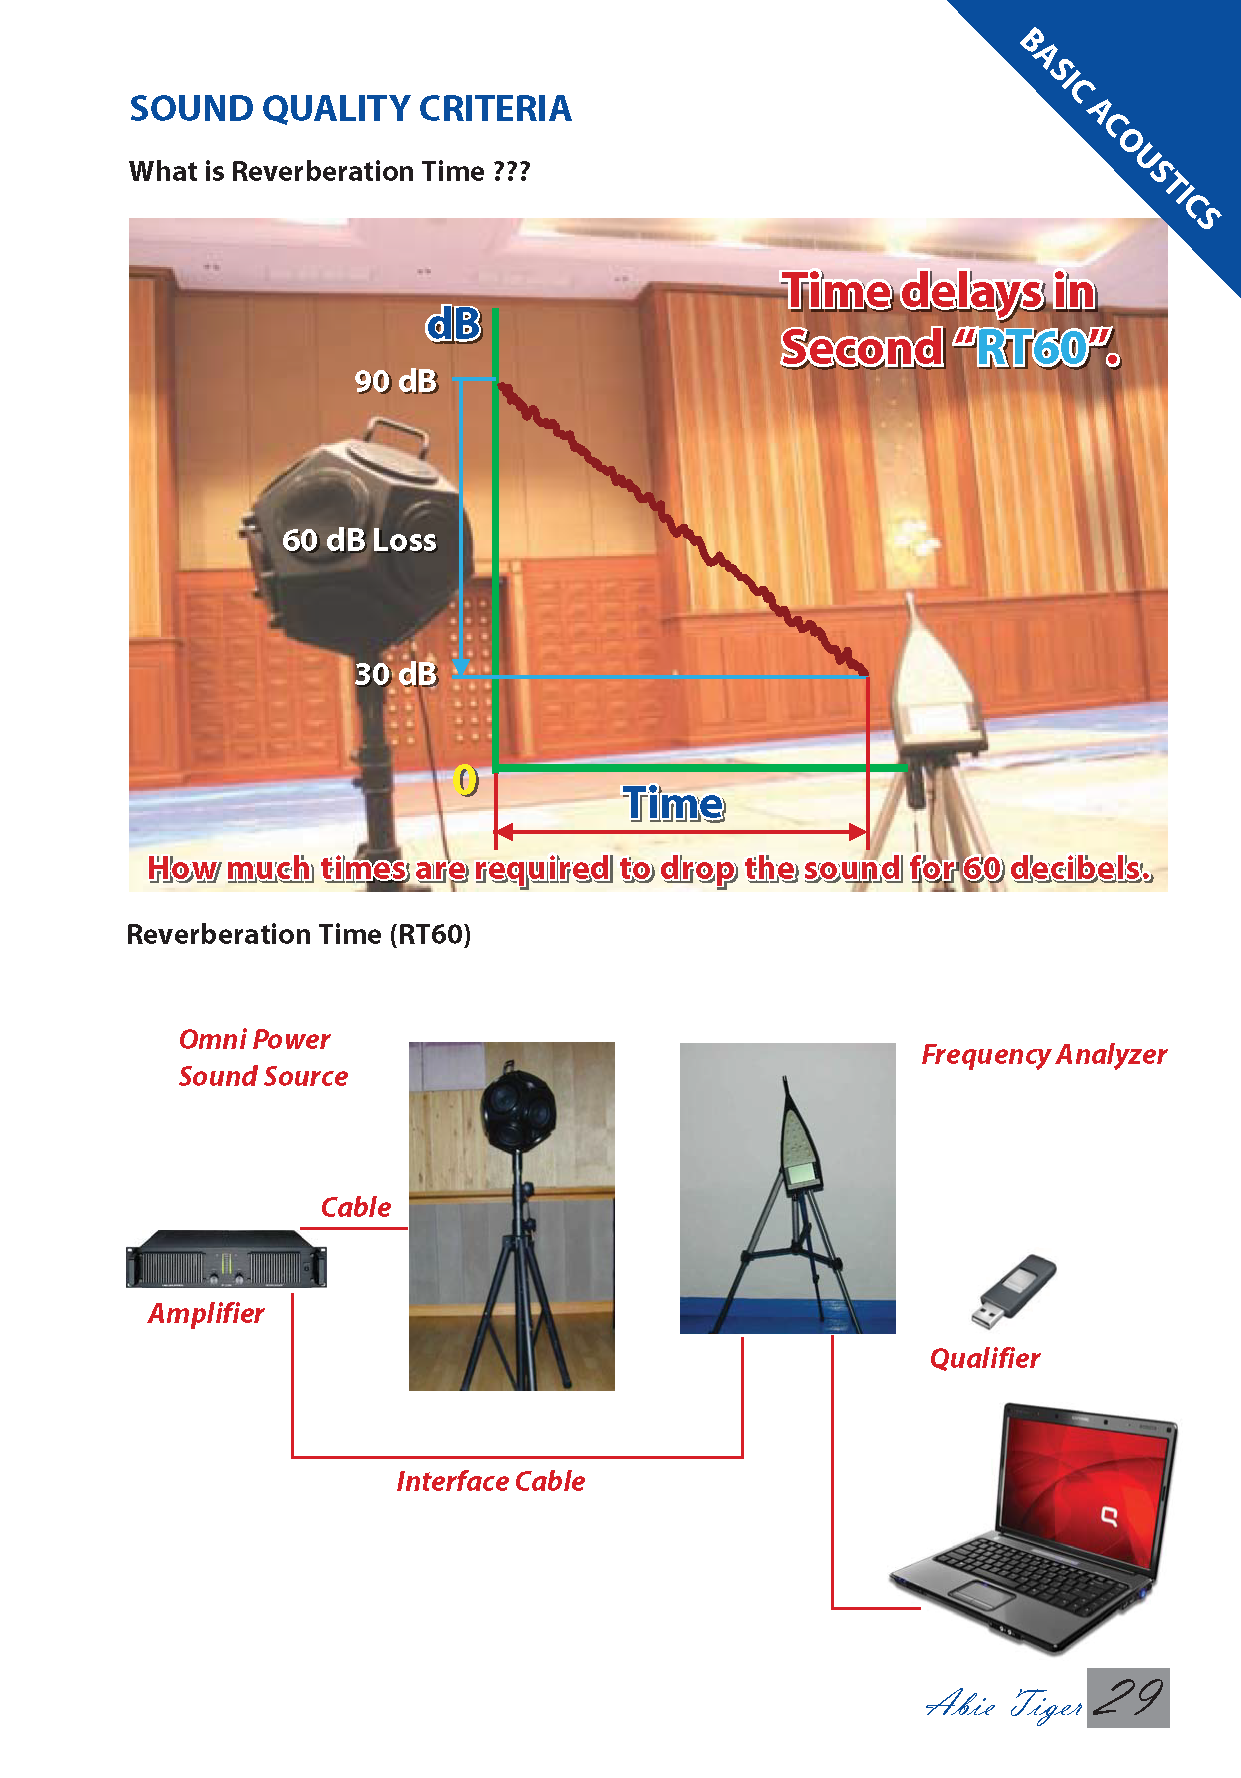 BASIC ACOUSTICS
SOUND QUALITY CRITERIA
What is Reverberation Time ???
Time delays in
Second “RT60”.
dB
90 dB
60 dB Loss
30 dB
0
Time
How much times are required to drop the sound for 60 decibels.
Reverberation Time (RT60)
Omni Power
Sound Source
Frequency Analyzer
Cable
Amplifier
Qualifier
Interface Cable
Abie Tiger 29